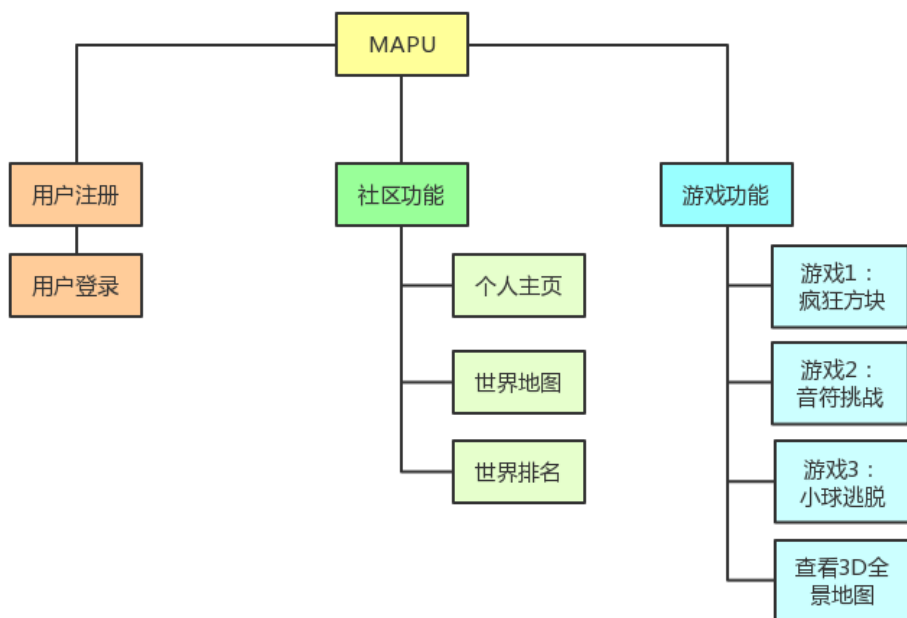 MAPU
用户注册
社区功能
游戏功能
用户登录
个人主页
世界地图
世界排名
游戏1：
疯狂方块
游戏2：
音符挑战
游戏3：
小球逃脱
查看3D全
景地图